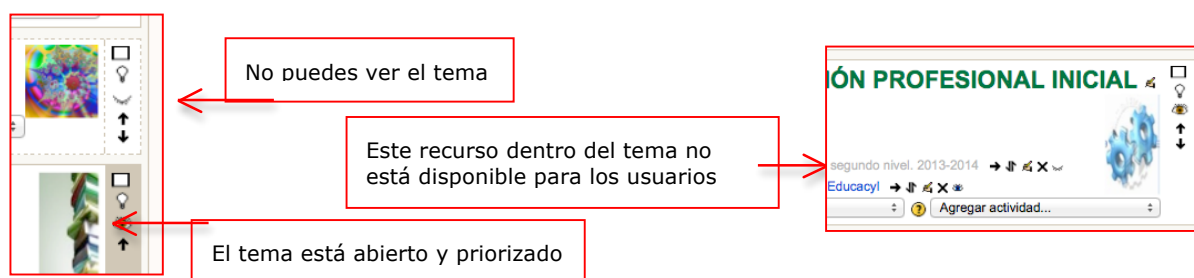 No puedes ver el tema
Este recurso dentro del tema no
está disponible para los usuarios
El tema está abierto y priorizado
IÓN PROFESIONAL INICIAL
segundo nivel. 2013-2014
Educacyl
Agregar actividad...